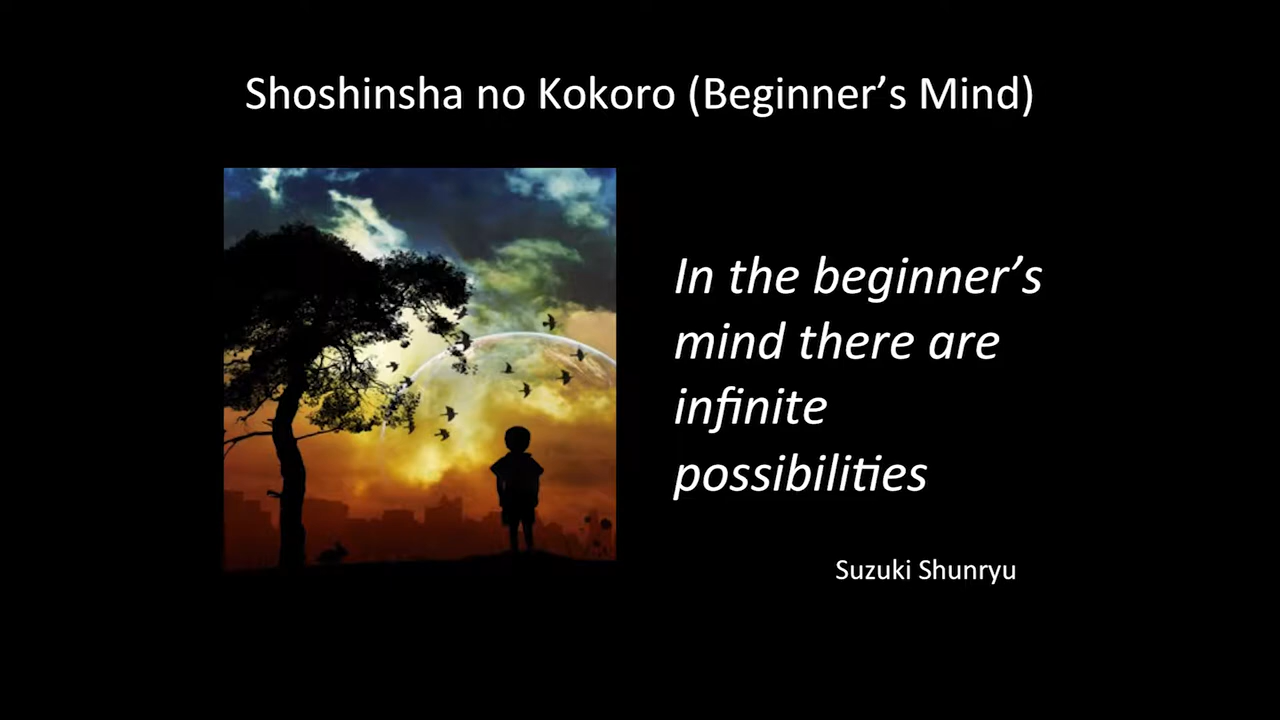 Shoshinsha no Kokoro (Beginner’s Mind)
In the beginner’s
mind there are
infinite
possibilities
Suzuki Shunryu